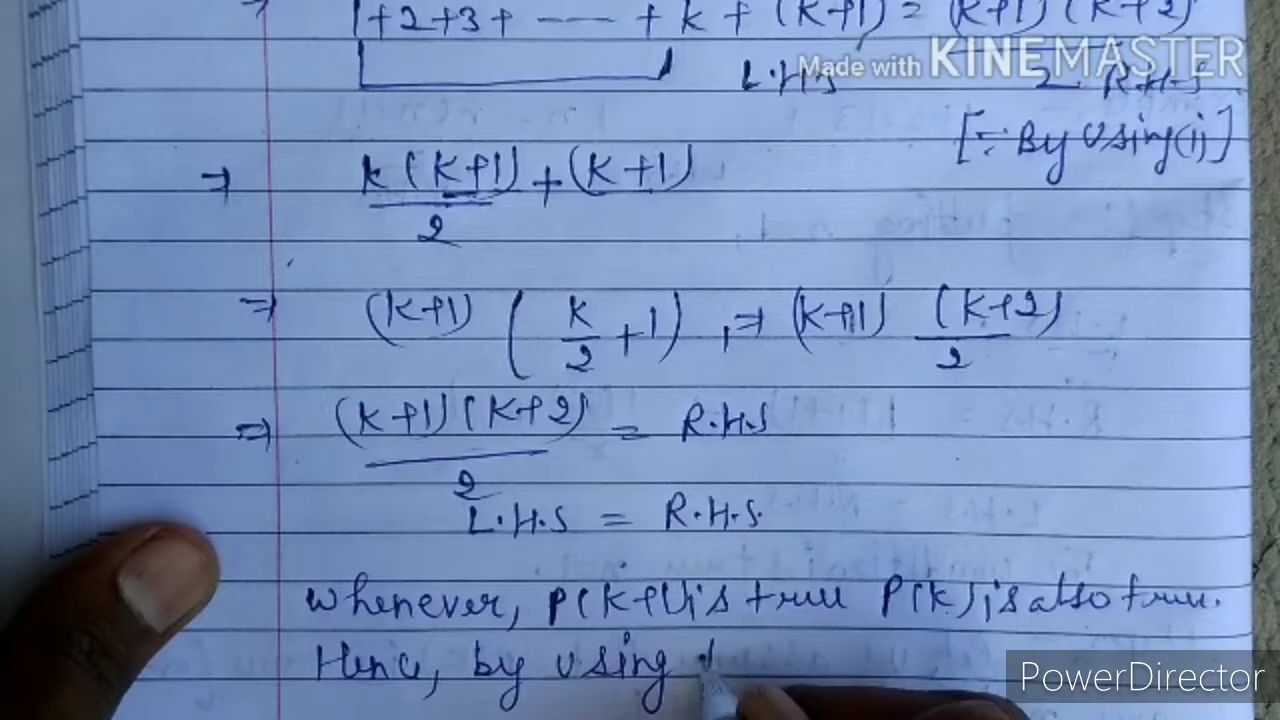 1+2+3+ ---- + k + (k+1) = (k+1)(k+2)
L.H.S 2 R.H.S
Made with KINEMASTER
[∵ By using (i)]
⇒ k(k+1)/2 + (k+1)
⇒ (k+1) (k/2 + 1), ⇒ (k+1) (k+2)/2
⇒ (k+1)(k+2)/2 = R.H.S
L.H.S = R.H.S.
Whenever, P(k+1) is true P(k) is also true.
Hence, by using
PowerDirector